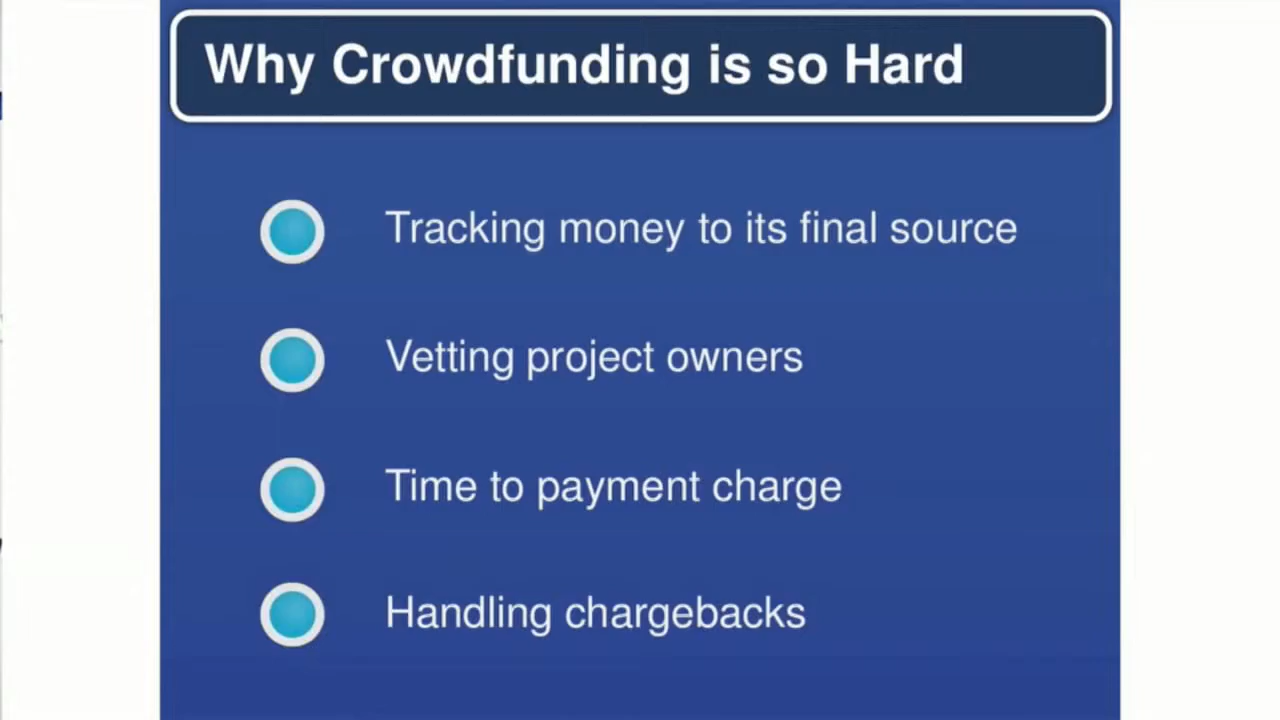 Why Crowdfunding is so Hard
Tracking money to its final source
Vetting project owners
Time to payment charge
Handling chargebacks